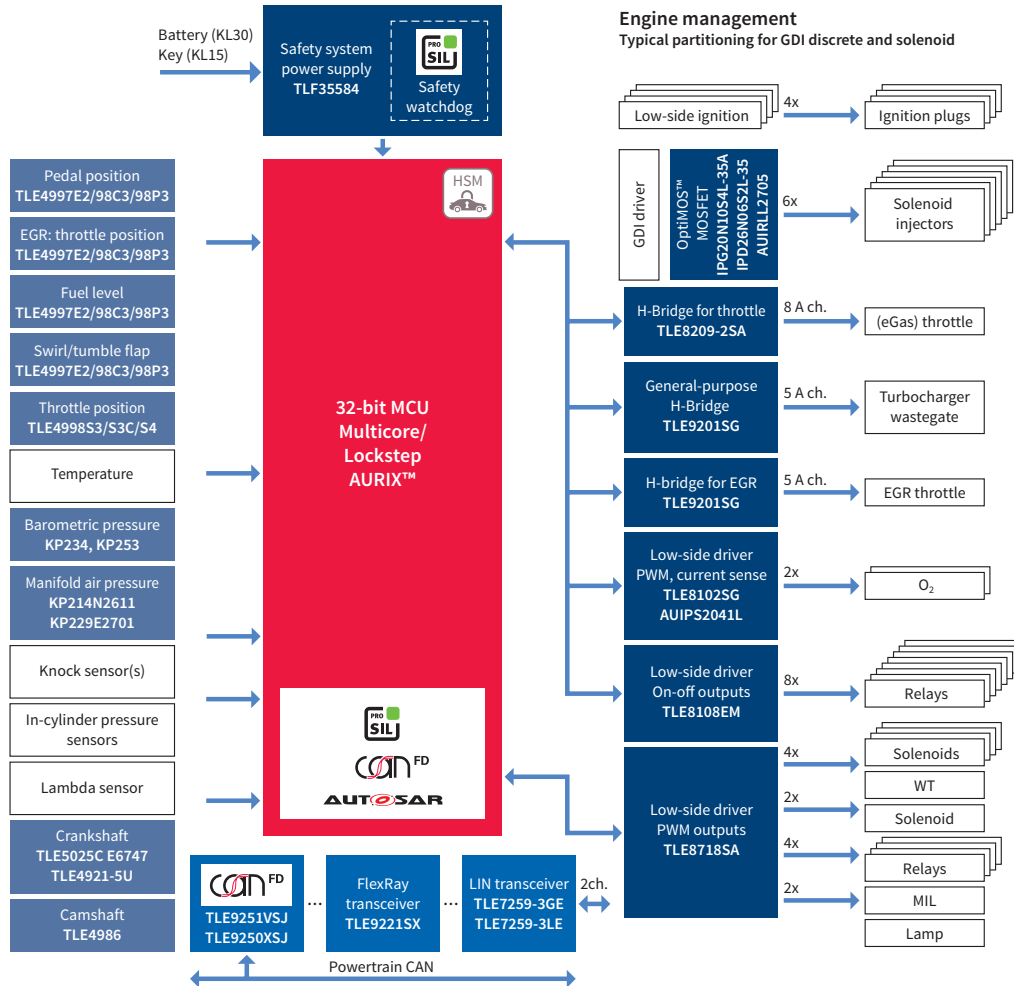 Engine management
Typical partitioning for GDI discrete and solenoid
Battery (KL30)
Key (KL15)
Safety system
power supply
TLF35584
PRO
SIL
Safety
watchdog
Pedal position
TLE4997E2/98C3/98P3
EGR: throttle position
TLE4997E2/98C3/98P3
Fuel level
TLE4997E2/98C3/98P3
Swirl/tumble flap
TLE4997E2/98C3/98P3
Throttle position
TLE4998S3/S3C/S4
Temperature
Barometric pressure
KP234, KP253
Manifold air pressure
KP214N2611
KP229E2701
Knock sensor(s)
In-cylinder pressure
sensors
Lambda sensor
Crankshaft
TLE5025C E6747
TLE4921-5U
Camshaft
TLE4986
HSM
32-bit MCU
Multicore/
Lockstep
AURIX™
PRO
SIL
CAN FD
AUTOSAR
CAN FD
TLE9251VSJ
TLE9250XSJ
...
FlexRay
transceiver
TLE9221SX
...
LIN transceiver
TLE7259-3GE
TLE7259-3LE
2ch.
Powertrain CAN
Low-side ignition
4x
Ignition plugs
GDI driver
OptiMOS™
MOSFET
IPG20N10S4L-35A
IPD26N06S2L-35
AUIRLL2705
6x
Solenoid
injectors
H-Bridge for throttle
TLE8209-2SA
8 A ch.
(eGas) throttle
General-purpose
H-Bridge
TLE9201SG
5 A ch.
Turbocharger
wastegate
H-bridge for EGR
TLE9201SG
5 A ch.
EGR throttle
Low-side driver
PWM, current sense
TLE8102SG
AUIPS2041L
2x
O₂
Low-side driver
On-off outputs
TLE8108EM
8x
Relays
Low-side driver
PWM outputs
TLE8718SA
4x
Solenoids
WT
2x
Solenoid
4x
Relays
2x
MIL
Lamp